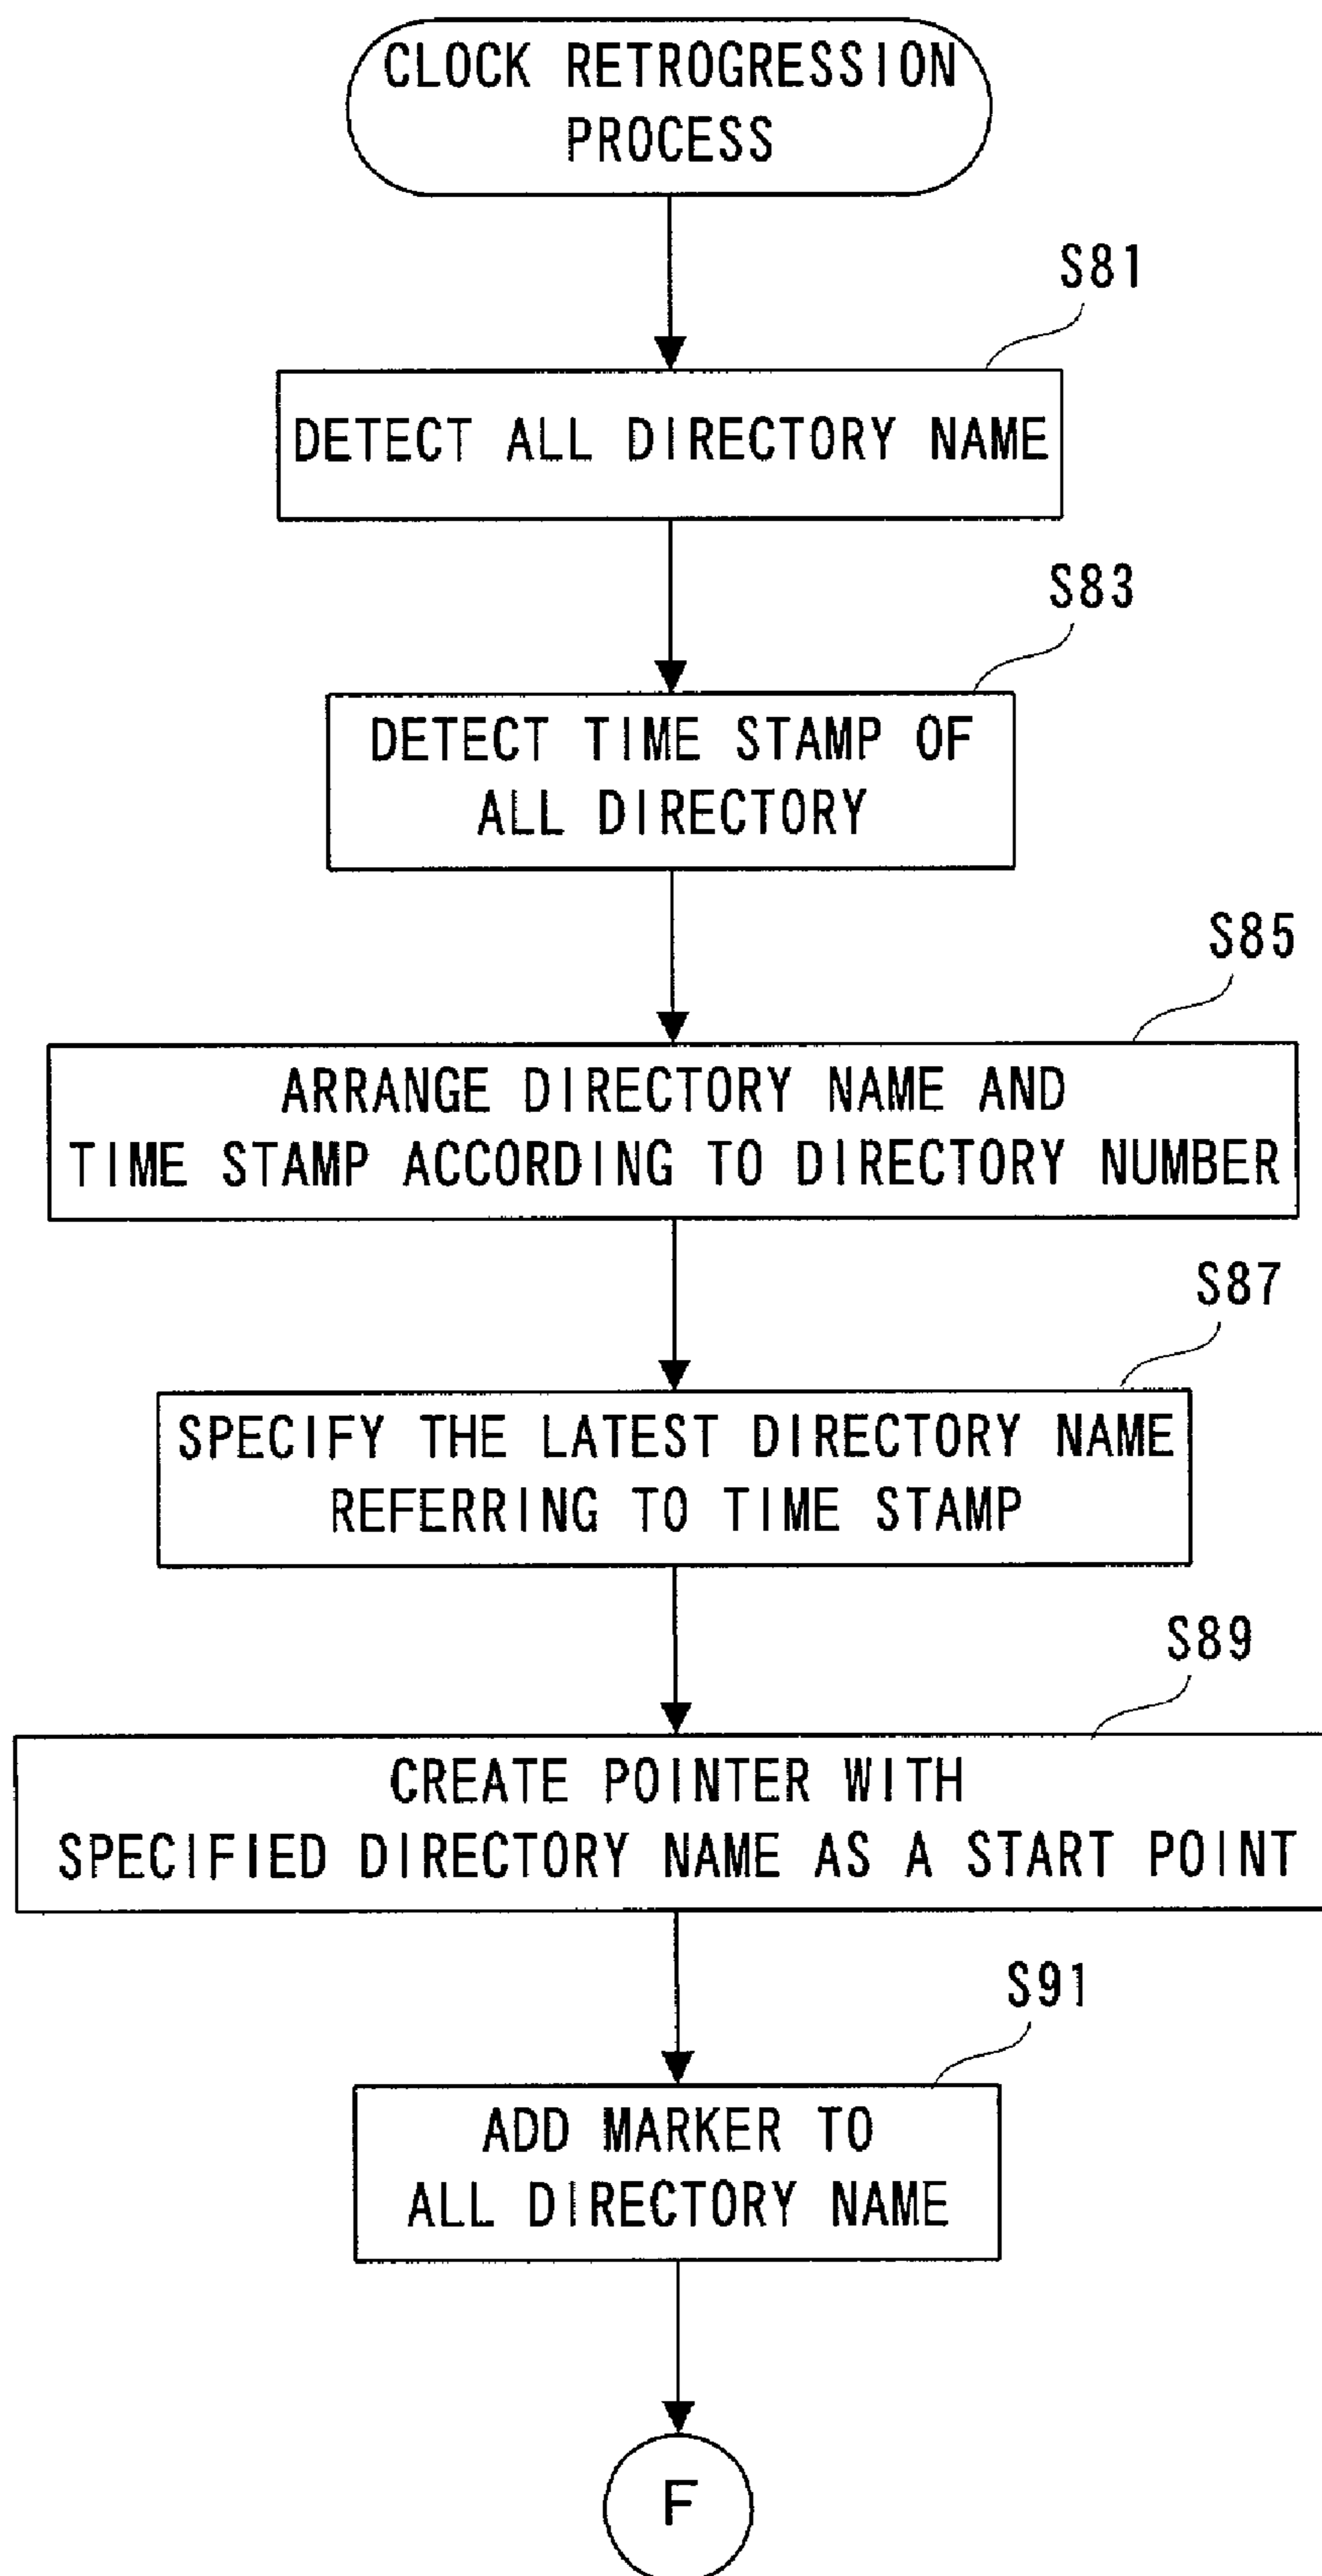 CLOCK RETROGRESSION
PROCESS
S81
DETECT ALL DIRECTORY NAME
S83
DETECT TIME STAMP OF
ALL DIRECTORY
S85
ARRANGE DIRECTORY NAME AND
TIME STAMP ACCORDING TO DIRECTORY NUMBER
S87
SPECIFY THE LATEST DIRECTORY NAME
REFERRING TO TIME STAMP
S89
CREATE POINTER WITH
SPECIFIED DIRECTORY NAME AS A START POINT
S91
ADD MARKER TO
ALL DIRECTORY NAME
F